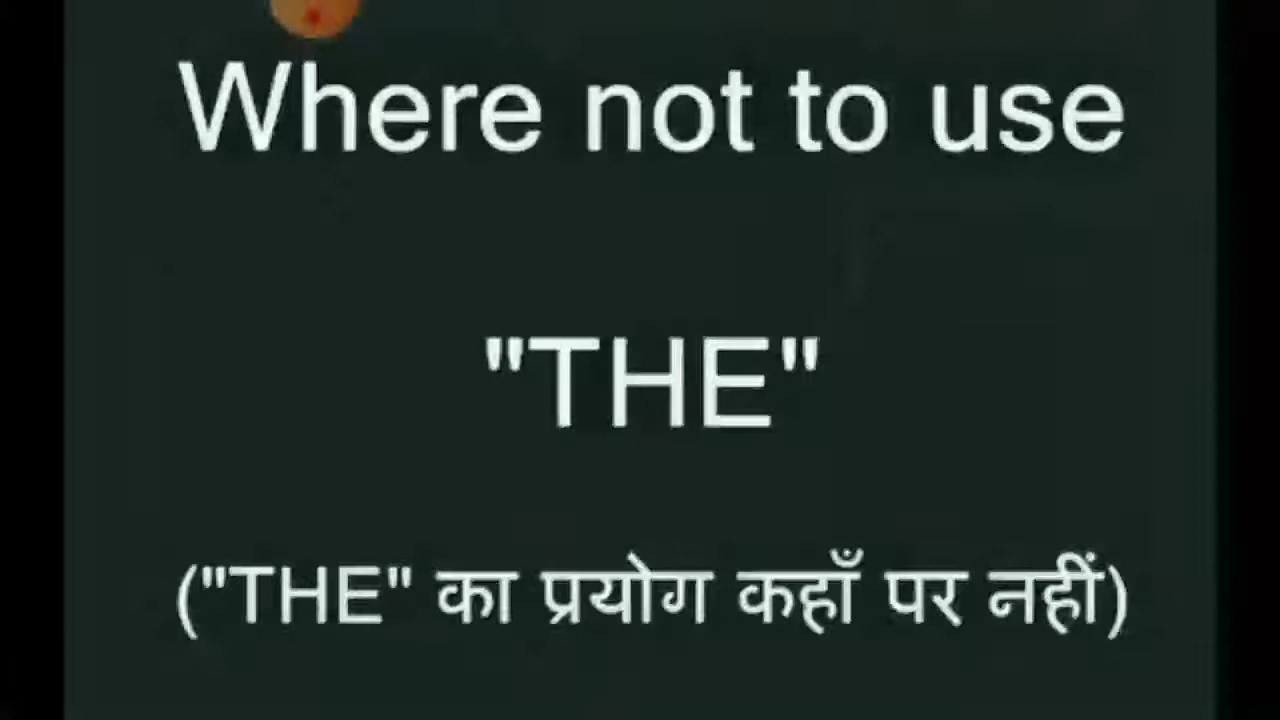 Where not to use
"THE"
("THE" का प्रयोग कहाँ पर नहीं)